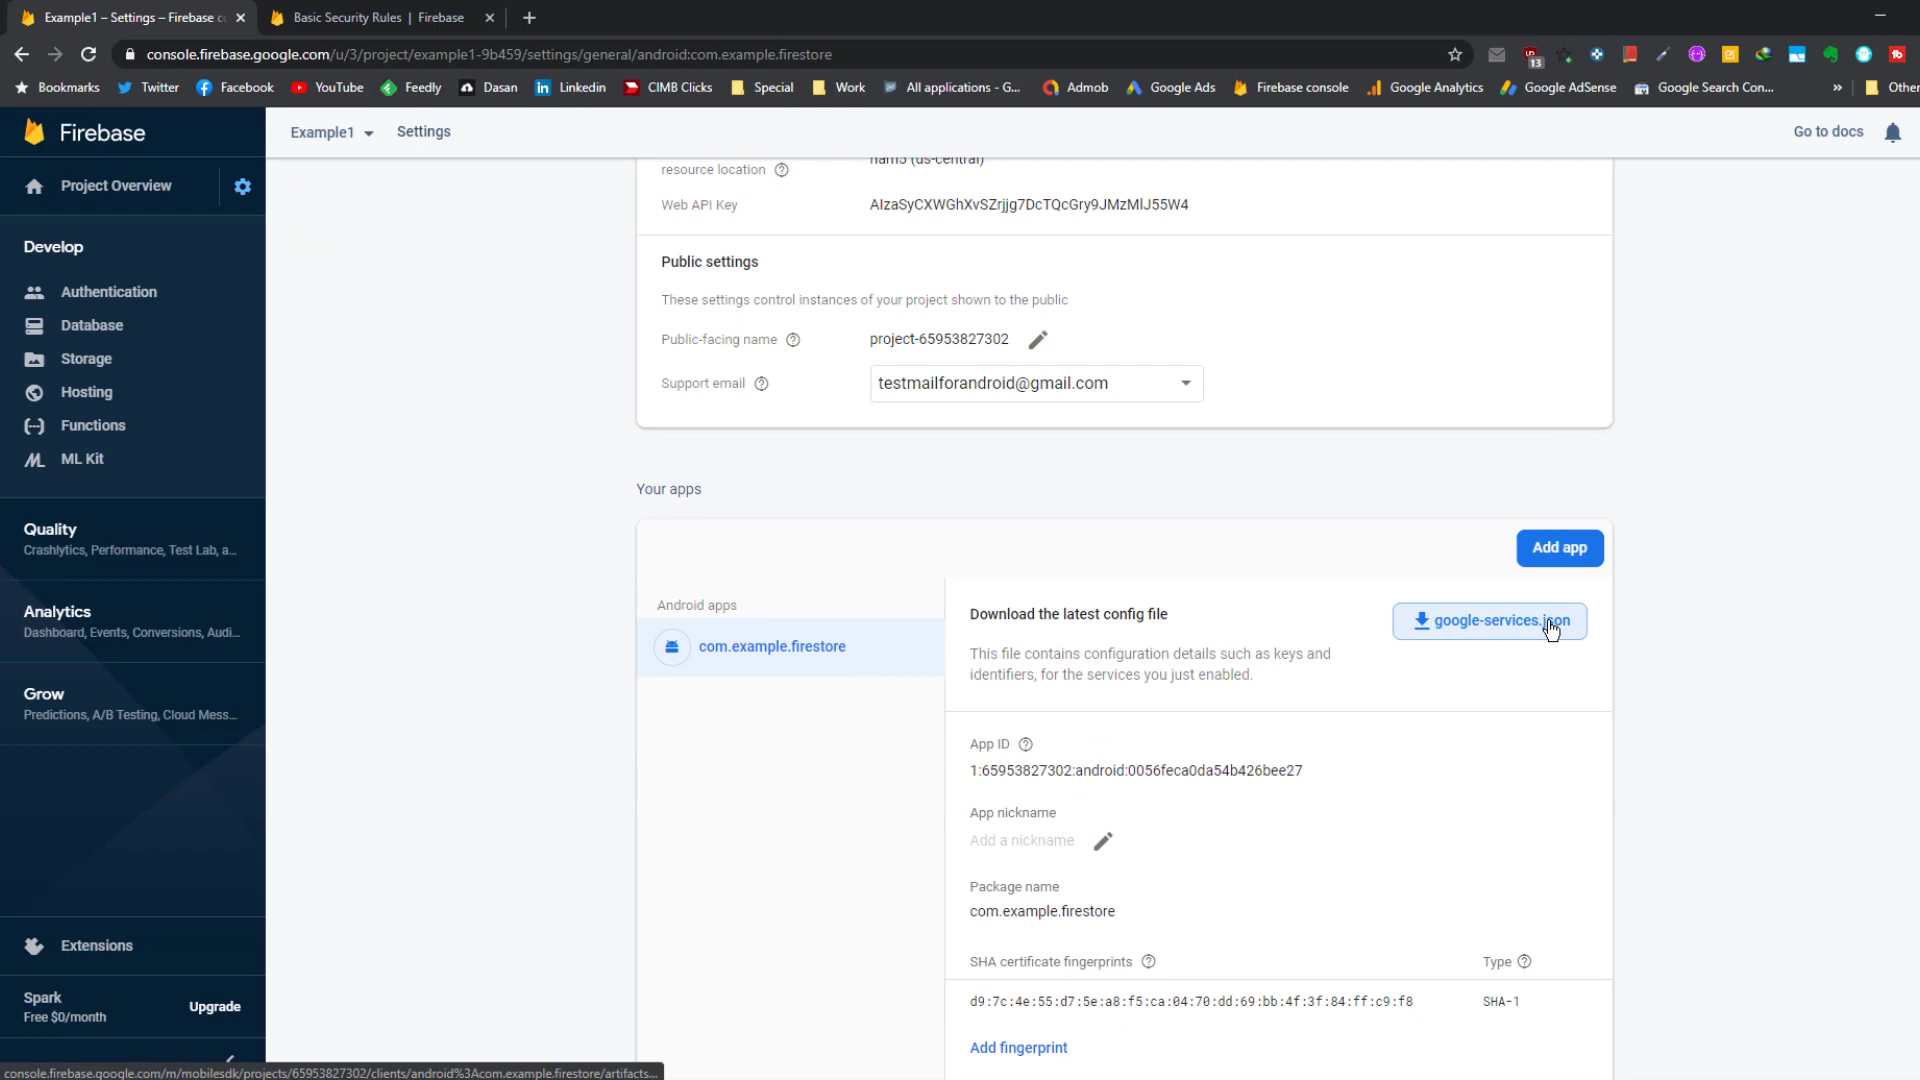 Example1 – Settings – Firebase co
Basic Security Rules | Firebase
console.firebase.google.com/u/3/project/example1-9b459/settings/general/android:com.example.firestore
13
Bookmarks
Twitter
Facebook
YouTube
Feedly
Dasan
Linkedin
CIMB Clicks
Special
Work
All applications - G...
Admob
Google Ads
Firebase console
Google Analytics
Google AdSense
Google Search Con...
»
Other
Firebase
Example1
Settings
Go to docs
Project Overview
Develop
Authentication
Database
Storage
Hosting
Functions
ML Kit
Quality
Crashlytics, Performance, Test Lab, a...
Analytics
Dashboard, Events, Conversions, Audi...
Grow
Predictions, A/B Testing, Cloud Mess...
Extensions
Spark
Free $0/month
Upgrade
resource location
nam5 (us-central)
Web API Key
AIzaSyCXWGhXvSZrjjg7DcTQcGry9JMzMlJ55W4
Public settings
These settings control instances of your project shown to the public
Public-facing name
project-65953827302
Support email
testmailforandroid@gmail.com
Your apps
Add app
Android apps
com.example.firestore
Download the latest config file
google-services.json
This file contains configuration details such as keys and
identifiers, for the services you just enabled.
App ID
1:65953827302:android:0056feca0da54b426bee27
App nickname
Add a nickname
Package name
com.example.firestore
SHA certificate fingerprints
Type
d9:7c:4e:55:d7:5e:a8:f5:ca:04:70:dd:69:bb:4f:3f:84:ff:c9:f8
SHA-1
Add fingerprint
console.firebase.google.com/m/mobilesdk/projects/65953827302/clients/android%3Acom.example.firestore/artifacts...